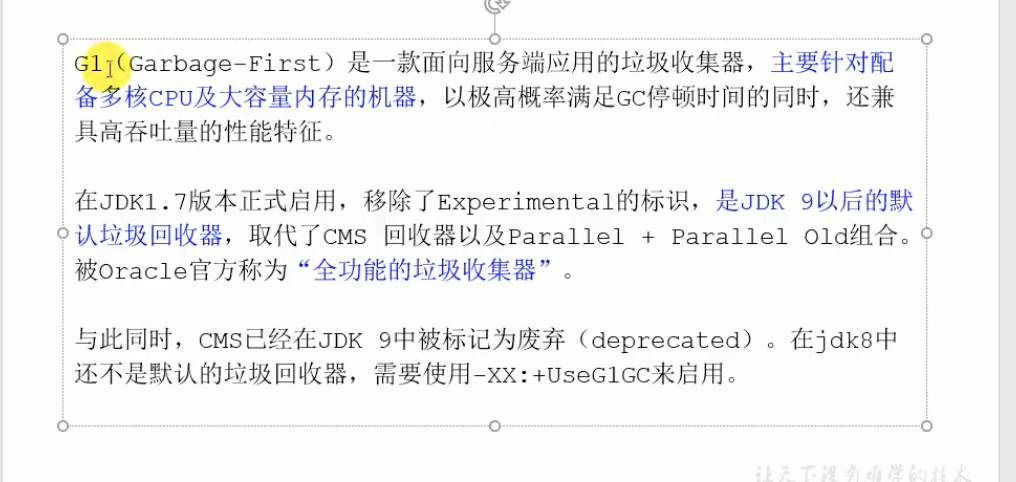 G1（Garbage-First）是一款面向服务端应用的垃圾收集器，主要针对配
备多核CPU及大容量内存的机器，以极高概率满足GC停顿时间的同时，还兼
具高吞吐量的性能特征。
在JDK1.7版本正式启用，移除了Experimental的标识，是JDK 9以后的默
认垃圾回收器，取代了CMS 回收器以及Parallel + Parallel Old组合。
被Oracle官方称为“全功能的垃圾收集器”。
与此同时，CMS已经在JDK 9中被标记为废弃（deprecated）。在jdk8中
还不是默认的垃圾回收器，需要使用-XX:+UseG1GC来启用。
让天下没有难学的技术